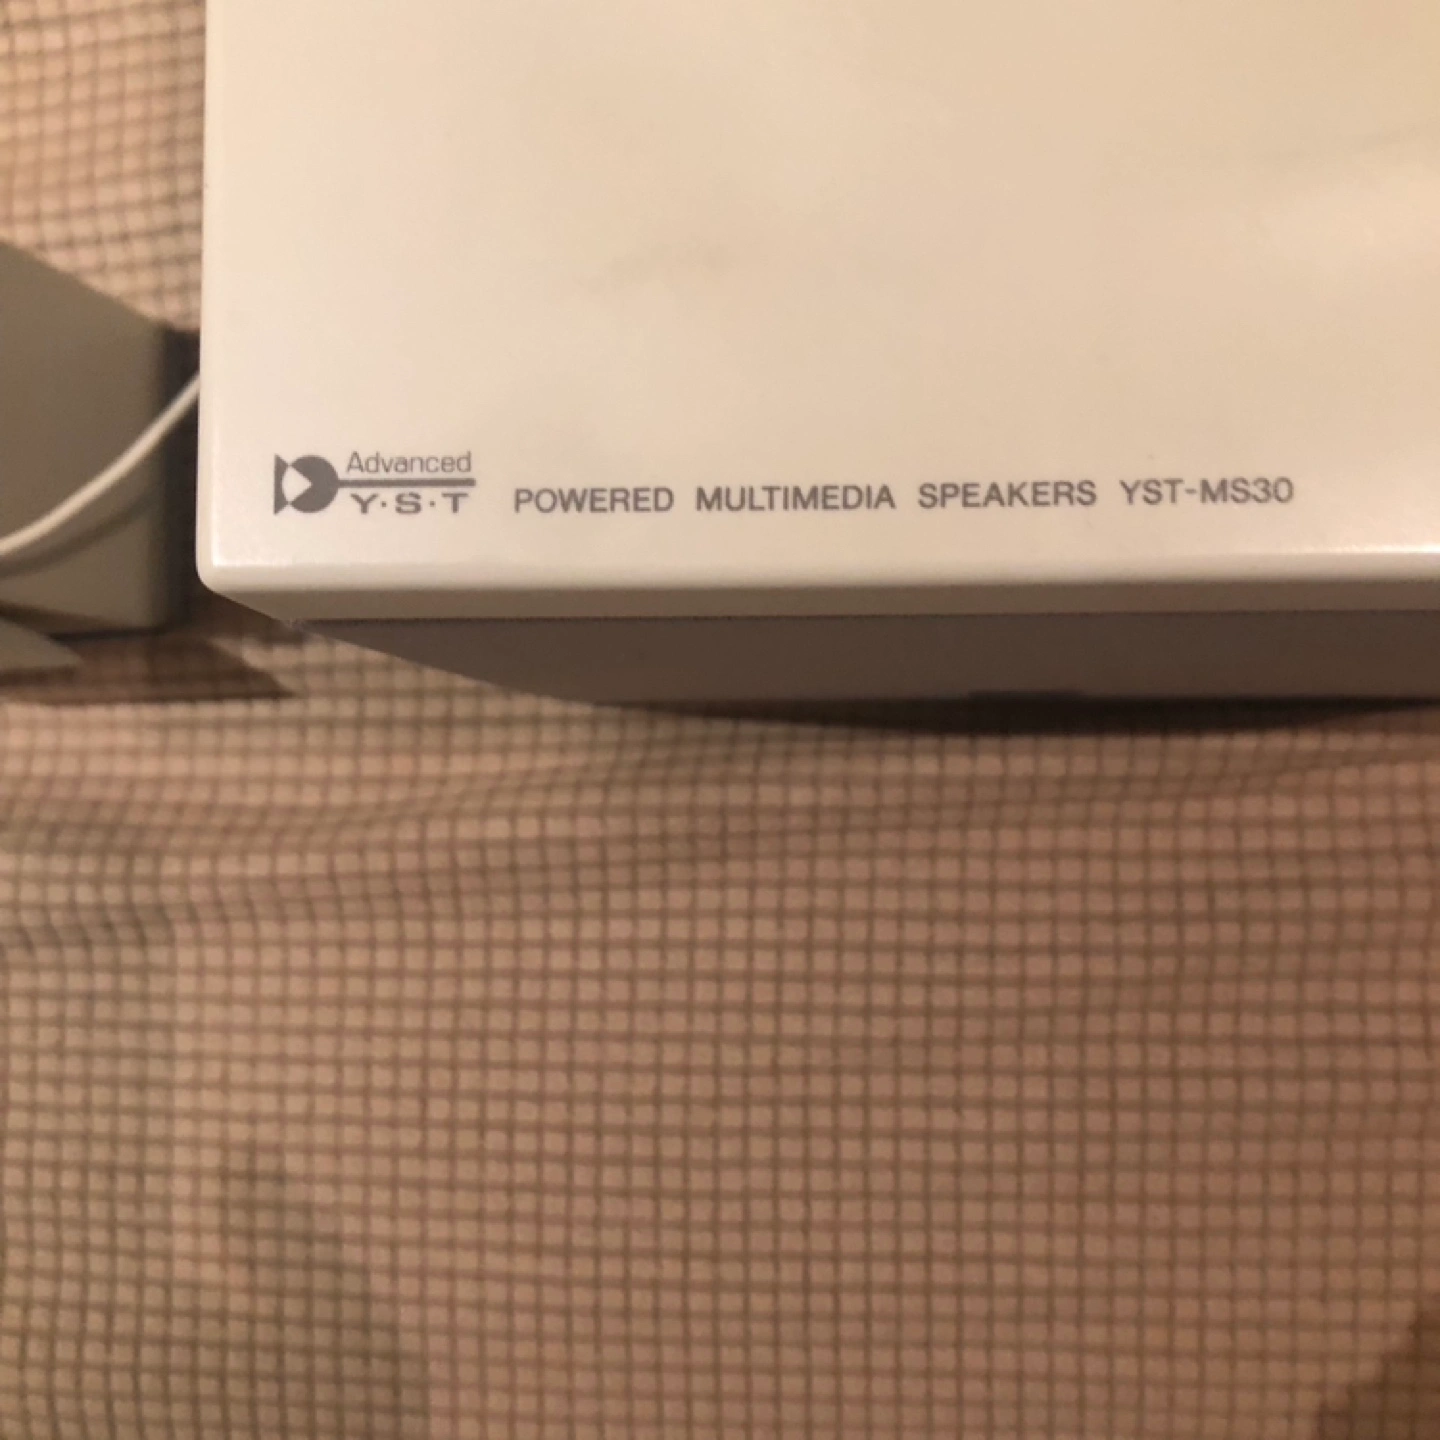 Advanced
Y·S·T POWERED MULTIMEDIA SPEAKERS YST-MS30